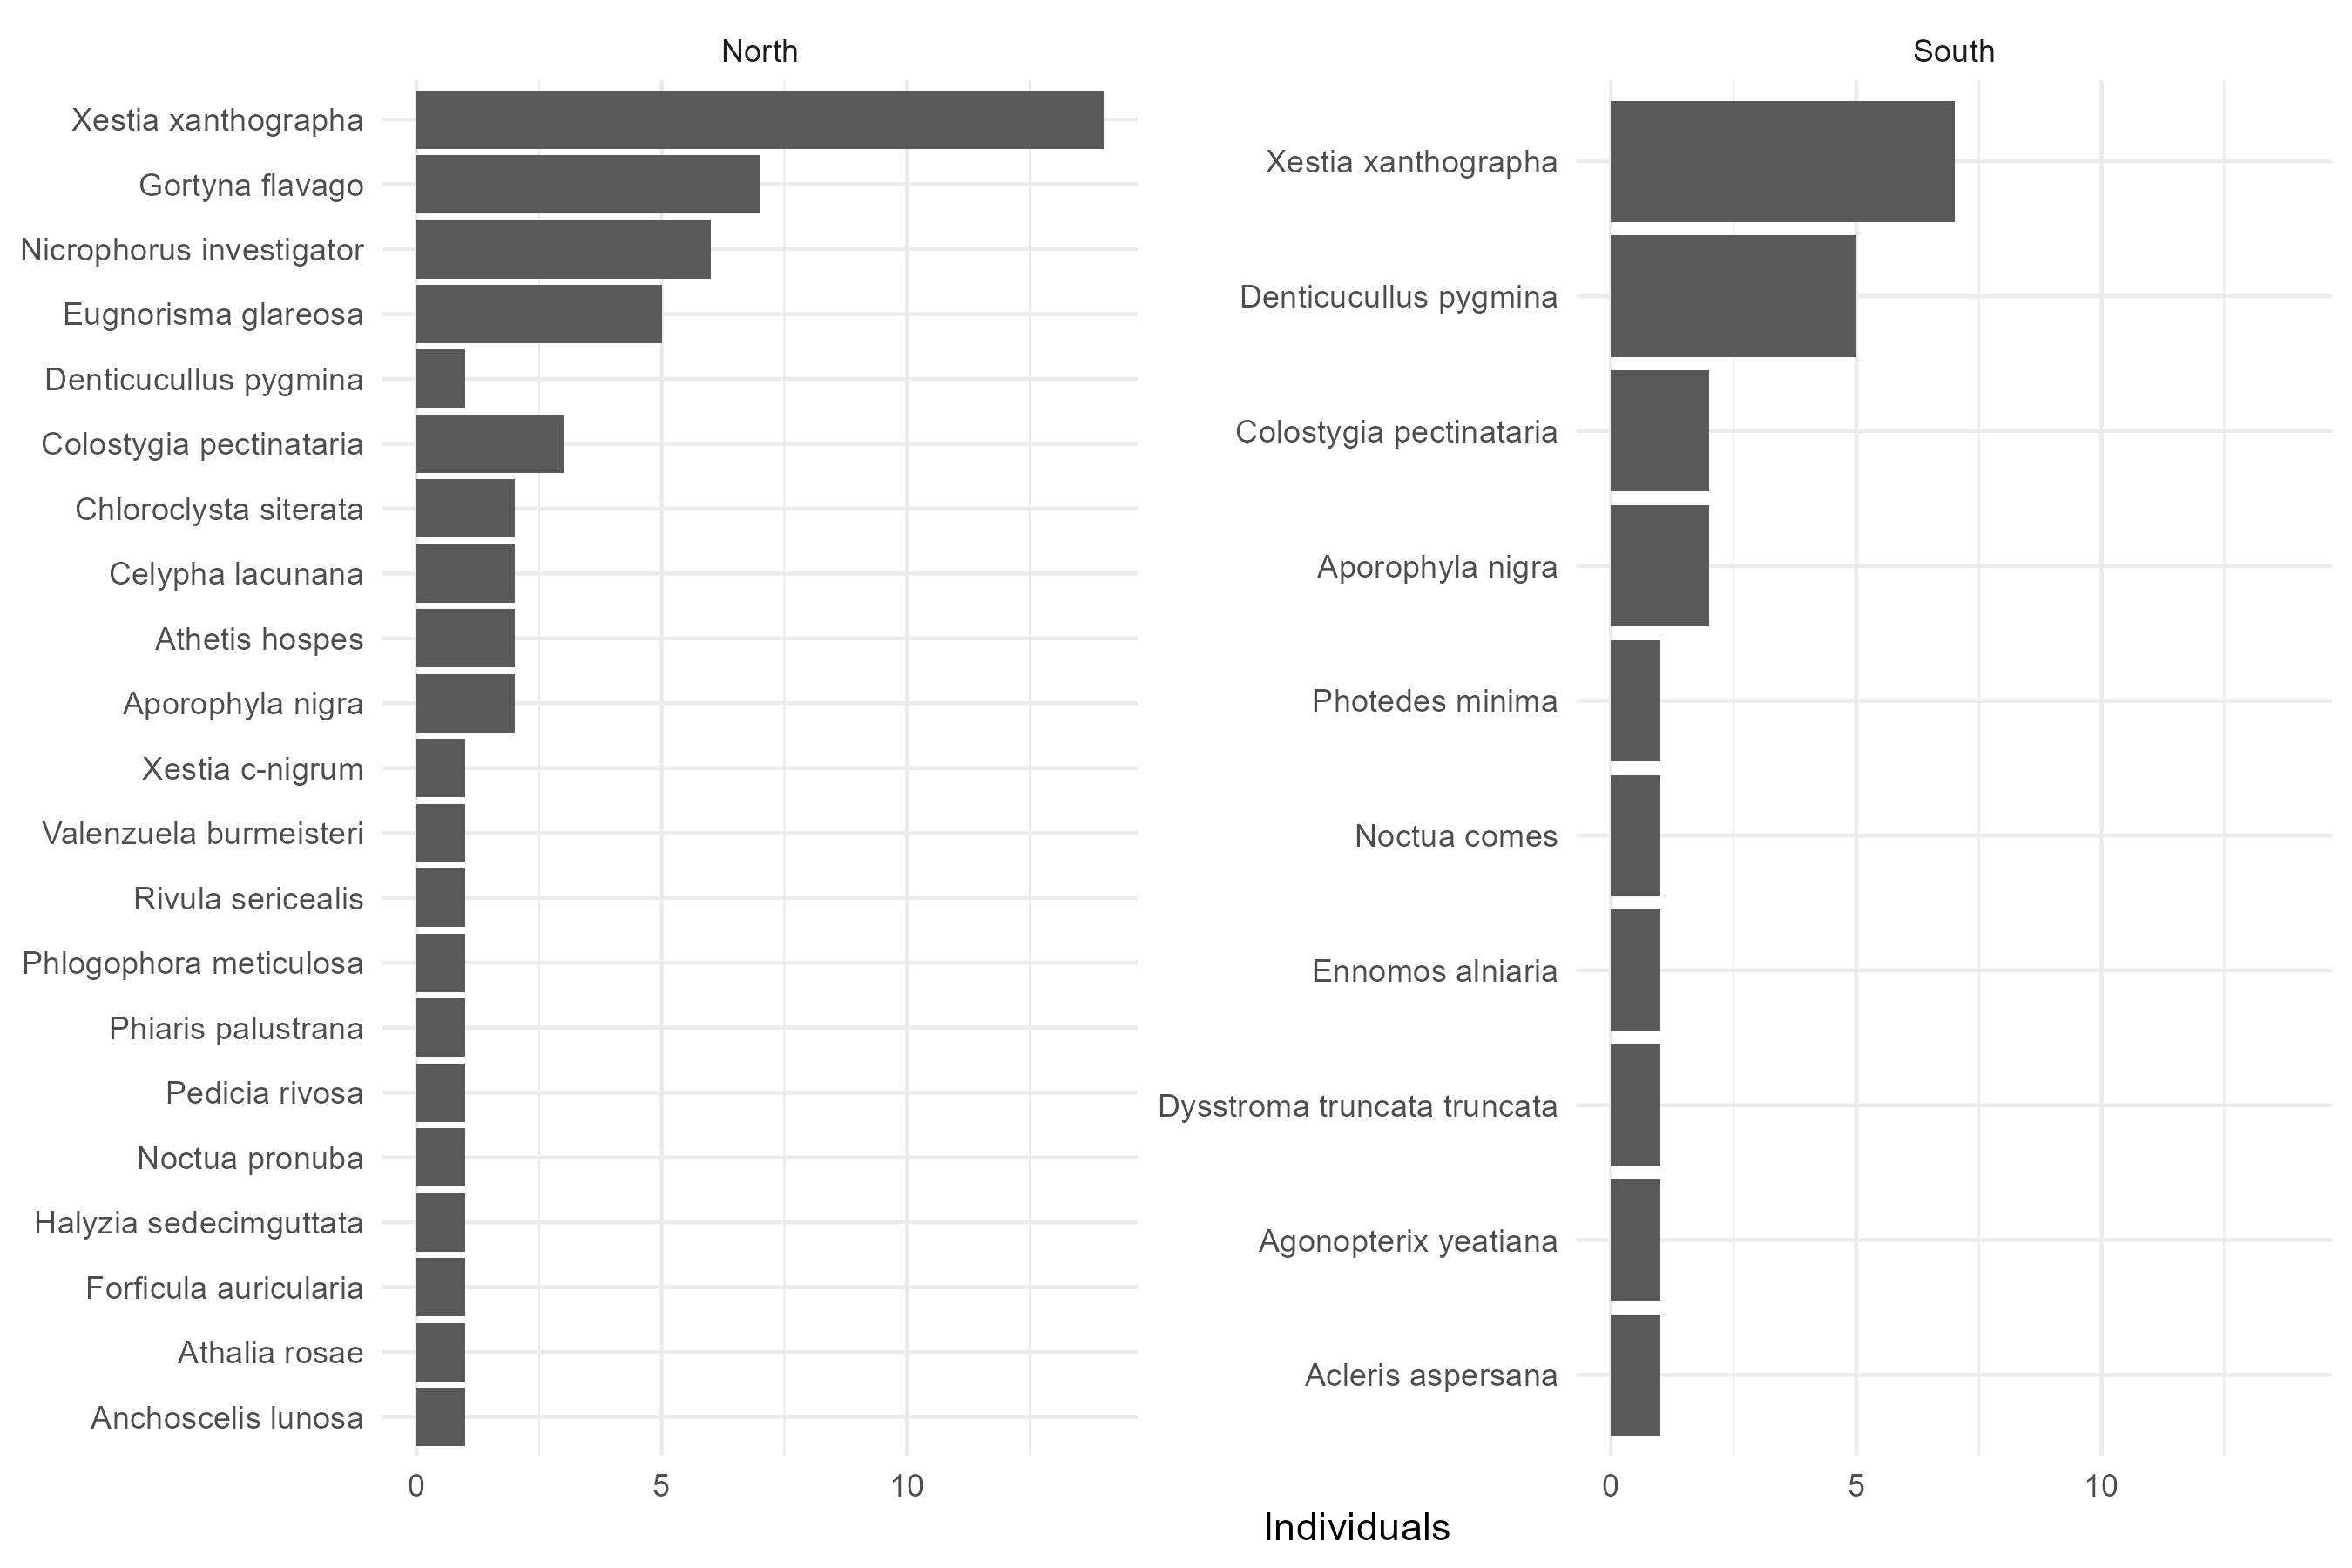 North
Xestia xanthographa
Gortyna flavago
Nicrophorus investigator
Eugnorisma glareosa
Denticucullus pygmina
Colostygia pectinataria
Chloroclysta siterata
Celypha lacunana
Athetis hospes
Aporophyla nigra
Xestia c-nigrum
Valenzuela burmeisteri
Rivula sericealis
Phlogophora meticulosa
Phiaris palustrana
Pedicia rivosa
Noctua pronuba
Halyzia sedecimguttata
Forficula auricularia
Athalia rosae
Anchoscelis lunosa
0 5 10
South
Xestia xanthographa
Denticucullus pygmina
Colostygia pectinataria
Aporophyla nigra
Photedes minima
Noctua comes
Ennomos alniaria
Dysstroma truncata truncata
Agonopterix yeatiana
Acleris aspersana
0 5 10
Individuals